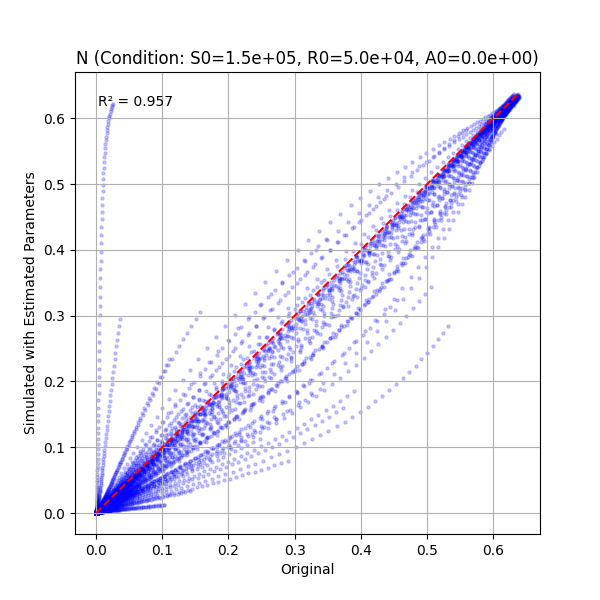 N (Condition: S0=1.5e+05, R0=5.0e+04, A0=0.0e+00)
R² = 0.957
0.6
0.5
0.4
0.3
0.2
0.1
0.0
Simulated with Estimated Parameters
0.0 0.1 0.2 0.3 0.4 0.5 0.6
Original